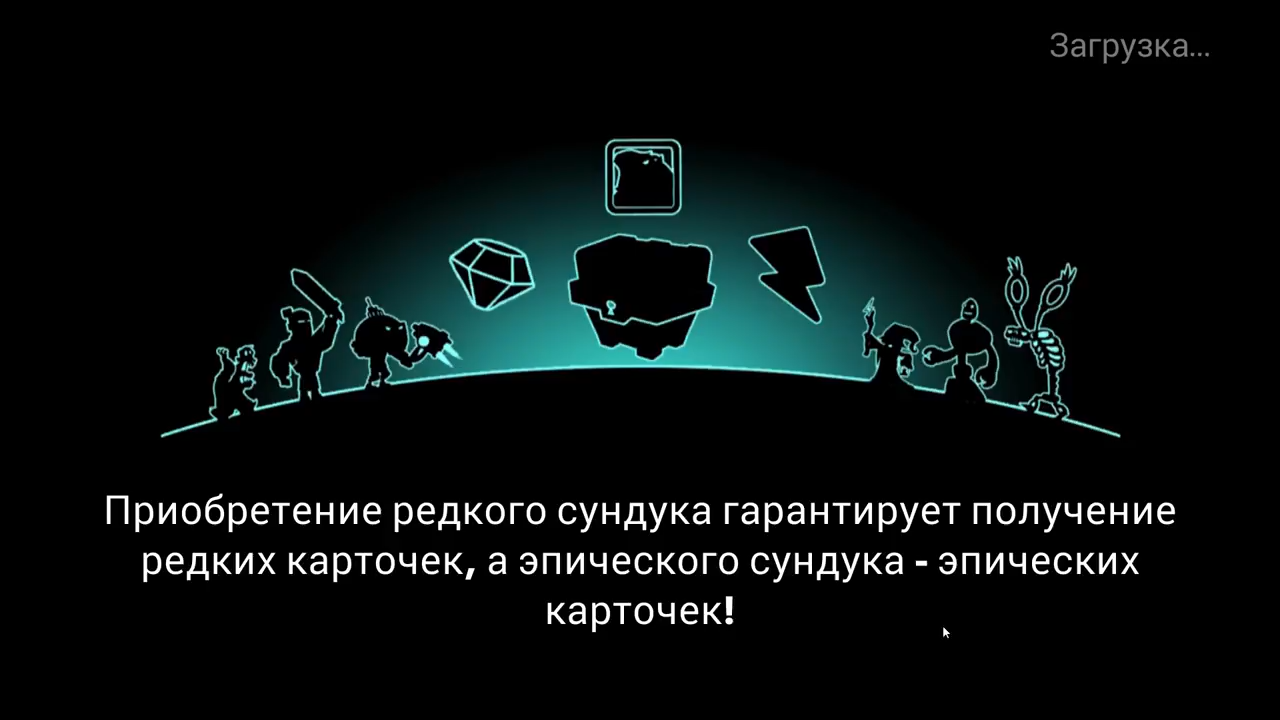 Загрузка...
Приобретение редкого сундука гарантирует получение
редких карточек, а эпического сундука - эпических
карточек!